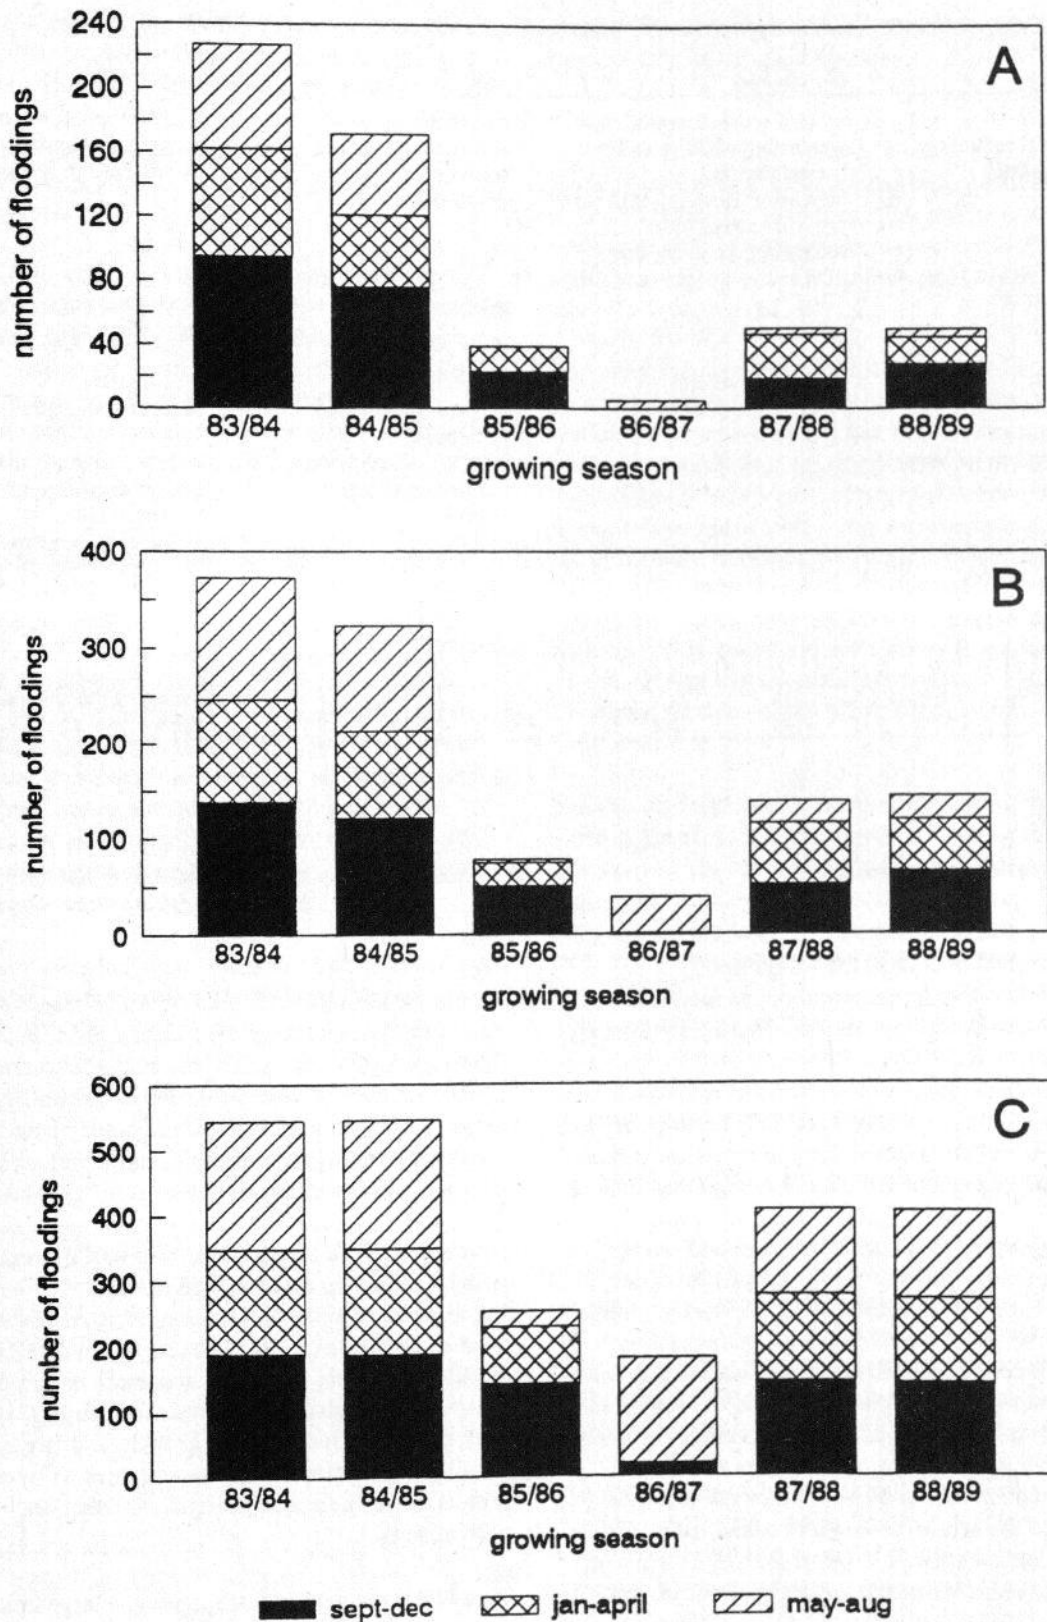 A
240
200
160
120
80
40
0
number of floodings
83/84 84/85 85/86 86/87 87/88 88/89
growing season
B
400
300
200
100
0
number of floodings
83/84 84/85 85/86 86/87 87/88 88/89
growing season
C
600
500
400
300
200
100
0
number of floodings
83/84 84/85 85/86 86/87 87/88 88/89
growing season
sept-dec jan-april may-aug